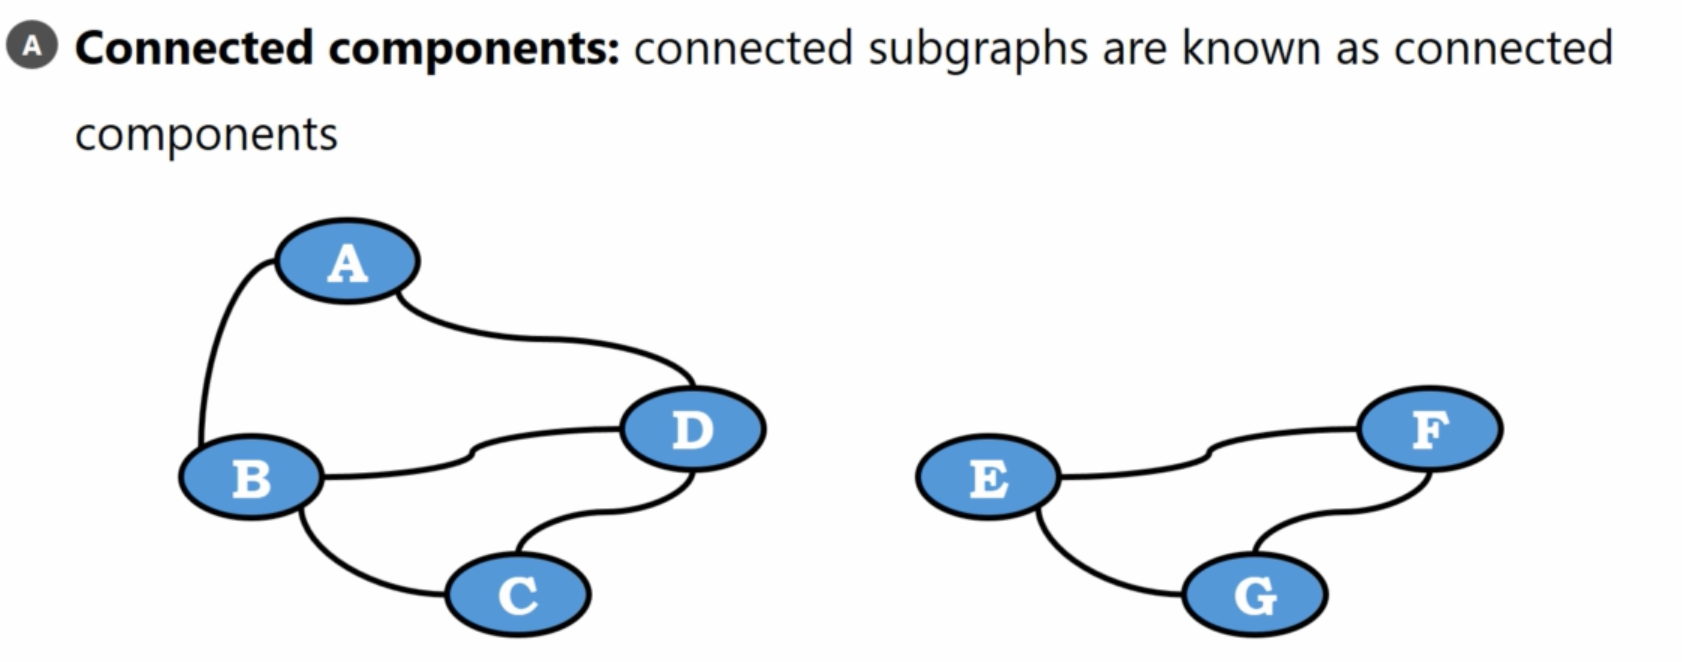 A Connected components: connected subgraphs are known as connected
components
A
D
F
B
E
C
G